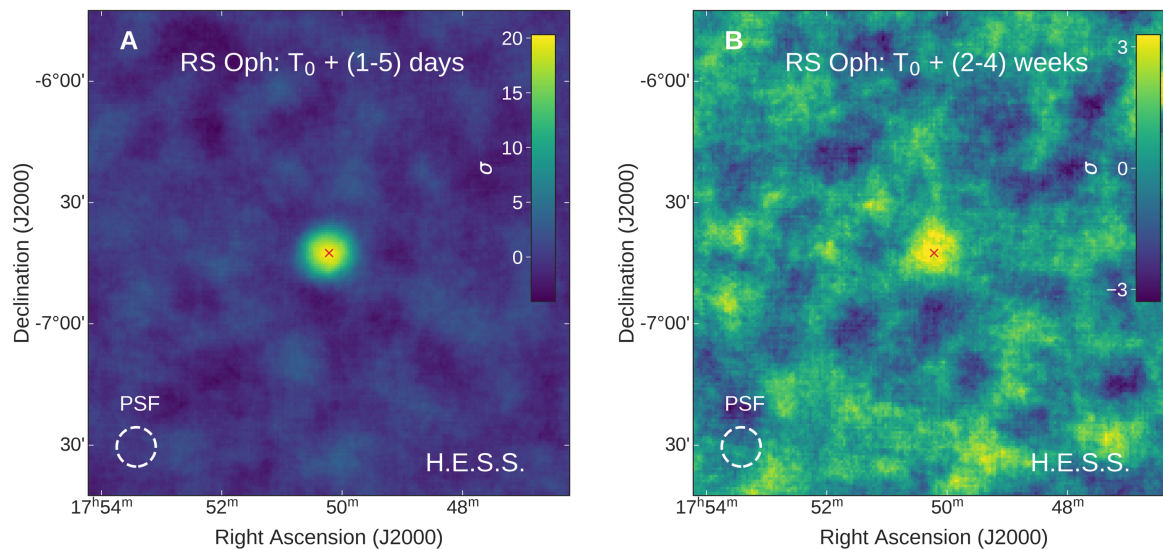 A
RS Oph: T₀ + (1-5) days
20
15
10
5
0
σ
-6°00'
30'
-7°00'
30'
Declination (J2000)
PSF
H.E.S.S.
17ʰ54ᵐ
52ᵐ
50ᵐ
48ᵐ
Right Ascension (J2000)
B
RS Oph: T₀ + (2-4) weeks
3
0
−3
σ
-6°00'
30'
-7°00'
30'
Declination (J2000)
PSF
H.E.S.S.
17ʰ54ᵐ
52ᵐ
50ᵐ
48ᵐ
Right Ascension (J2000)